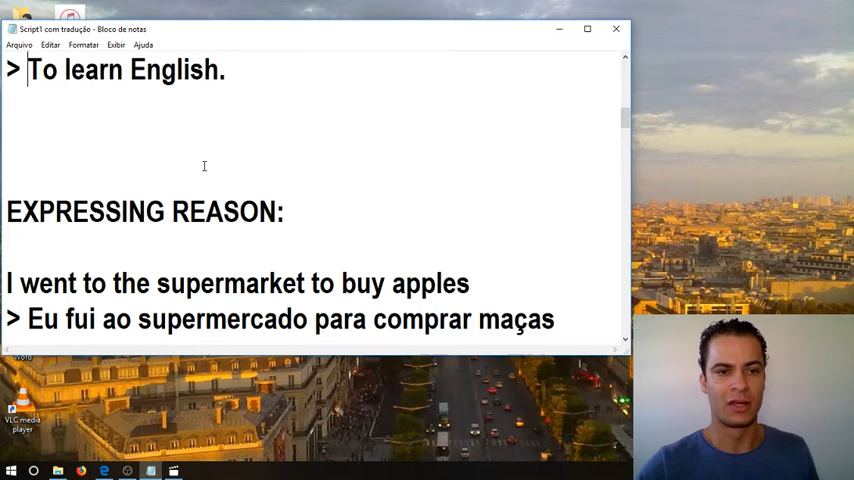 Script1 com tradução - Bloco de notas
Arquivo Editar Formatar Exibir Ajuda
> To learn English.
EXPRESSING REASON:
I went to the supermarket to buy apples
> Eu fui ao supermercado para comprar maças
Word
VLC media
player